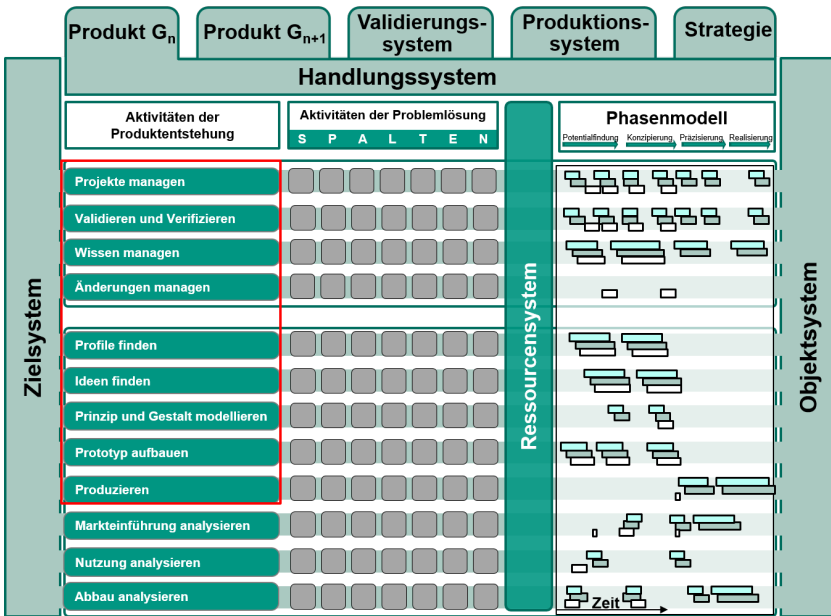 Produkt Gn
Produkt Gn+1
Validierungs-
system
Produktions-
system
Strategie
Handlungssystem
Zielsystem
Objektsystem
Aktivitäten der
Produktentstehung
Aktivitäten der Problemlösung
S P A L T E N
Ressourcensystem
Phasenmodell
Potentialfindung Konzipierung Präzisierung Realisierung
Projekte managen
Validieren und Verifizieren
Wissen managen
Änderungen managen
Profile finden
Ideen finden
Prinzip und Gestalt modellieren
Prototyp aufbauen
Produzieren
Markteinführung analysieren
Nutzung analysieren
Abbau analysieren
Zeit